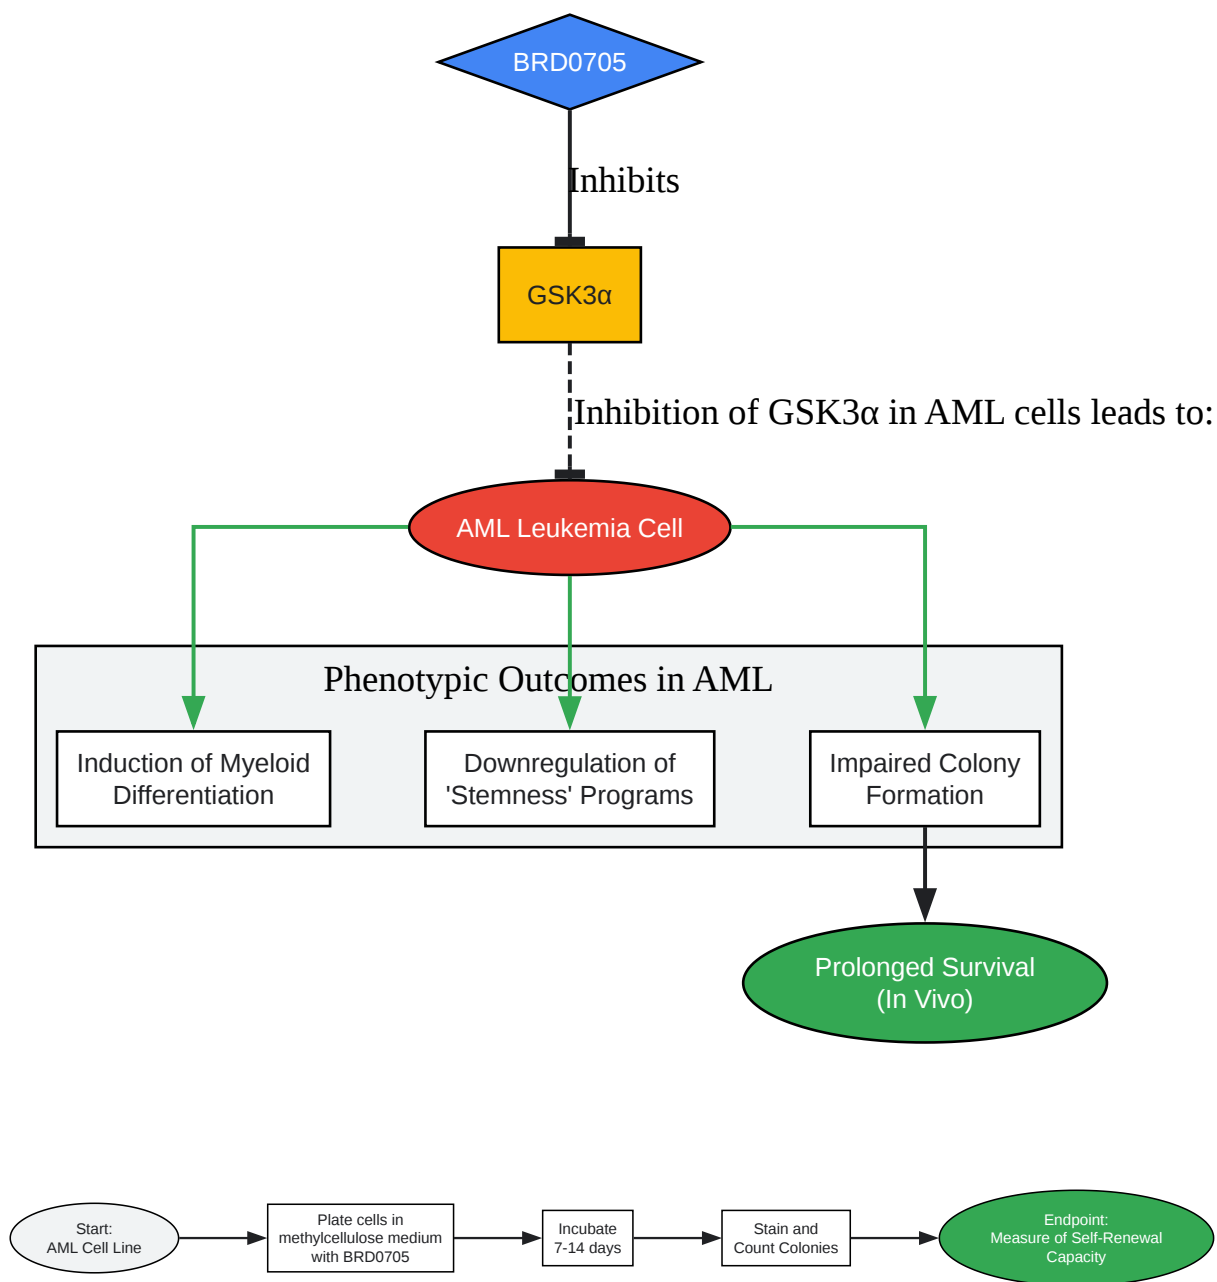 BRD0705
Inhibits
GSK3α
Inhibition of GSK3α in AML cells leads to:
AML Leukemia Cell
Phenotypic Outcomes in AML
Induction of Myeloid
Differentiation
Downregulation of
'Stemness' Programs
Impaired Colony
Formation
Prolonged Survival
(In Vivo)
Start:
AML Cell Line
Plate cells in
methylcellulose medium
with BRD0705
Incubate
7-14 days
Stain and
Count Colonies
Endpoint:
Measure of Self-Renewal
Capacity